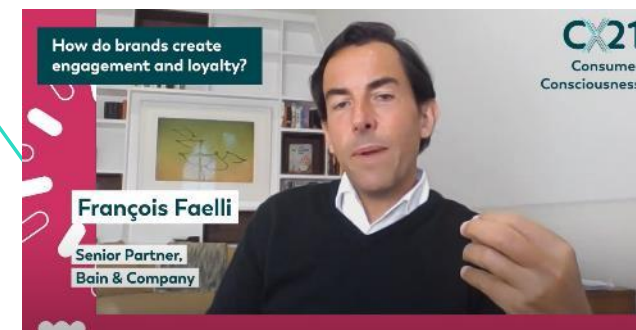 How do brands create
engagement and loyalty?
CX21
Consumer
Consciousness
François Faelli
Senior Partner,
Bain & Company